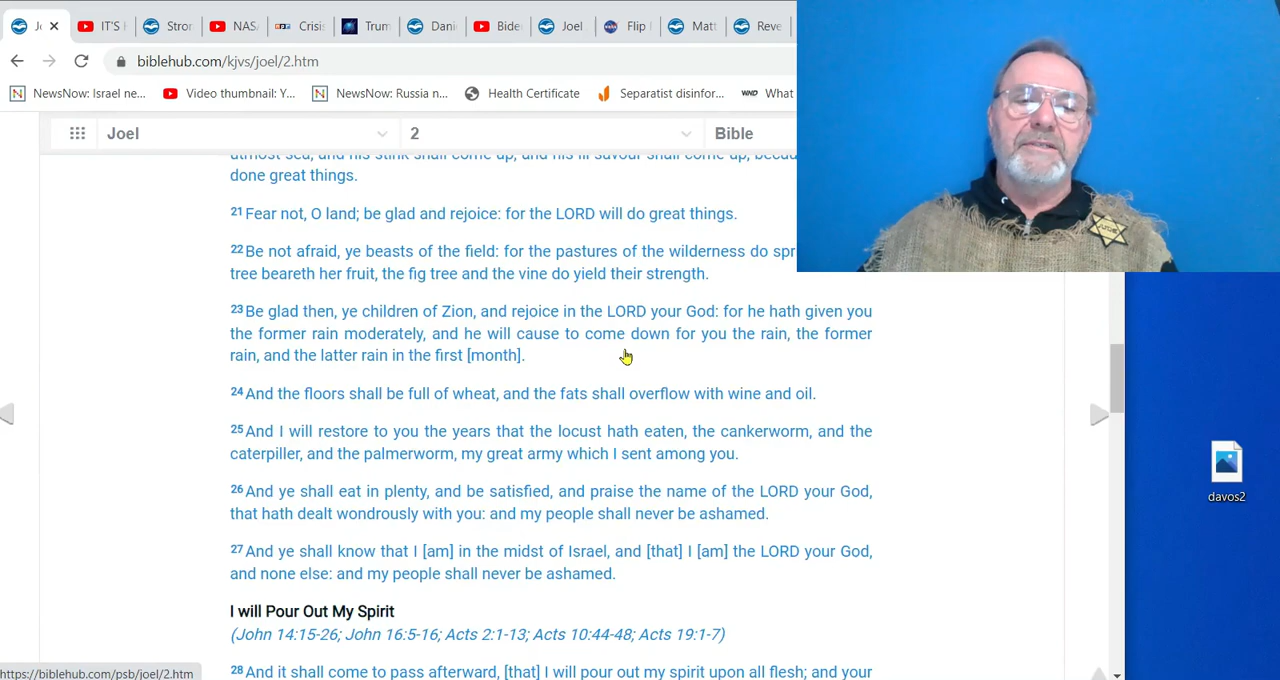 IT'S
Stror
NAS
Crisi
Trum
Dani
Bide
Joel
Flip
Matt
Reve
biblehub.com/kjvs/joel/2.htm
NewsNow: Israel ne...
Video thumbnail: Y...
NewsNow: Russia n...
Health Certificate
Separatist disinfor...
WND What
Joel
2
Bible
done great things.
21 Fear not, O land; be glad and rejoice: for the LORD will do great things.
22 Be not afraid, ye beasts of the field: for the pastures of the wilderness do spr
tree beareth her fruit, the fig tree and the vine do yield their strength.
23 Be glad then, ye children of Zion, and rejoice in the LORD your God: for he hath given you
the former rain moderately, and he will cause to come down for you the rain, the former
rain, and the latter rain in the first [month].
24 And the floors shall be full of wheat, and the fats shall overflow with wine and oil.
25 And I will restore to you the years that the locust hath eaten, the cankerworm, and the
caterpiller, and the palmerworm, my great army which I sent among you.
26 And ye shall eat in plenty, and be satisfied, and praise the name of the LORD your God,
that hath dealt wondrously with you: and my people shall never be ashamed.
davos2
27 And ye shall know that I [am] in the midst of Israel, and [that] I [am] the LORD your God,
and none else: and my people shall never be ashamed.
I will Pour Out My Spirit
(John 14:15-26; John 16:5-16; Acts 2:1-13; Acts 10:44-48; Acts 19:1-7)
28 And it shall come to pass afterward, [that] I will pour out my spirit upon all flesh; and your
https://biblehub.com/psb/joel/2.htm